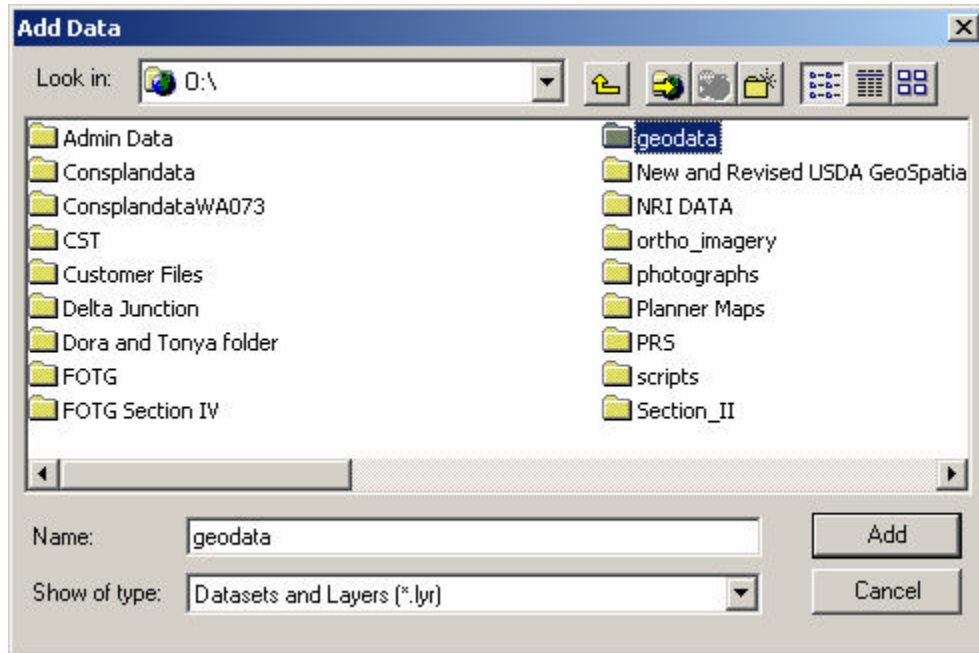 Add Data
Look in: O:\
Admin Data
Consplandata
ConsplandataWA073
CST
Customer Files
Delta Junction
Dora and Tonya folder
FOTG
FOTG Section IV
geodata
New and Revised USDA GeoSpatia
NRI DATA
ortho_imagery
photographs
Planner Maps
PRS
scripts
Section_II
Name: geodata
Add
Show of type: Datasets and Layers (*.lyr)
Cancel